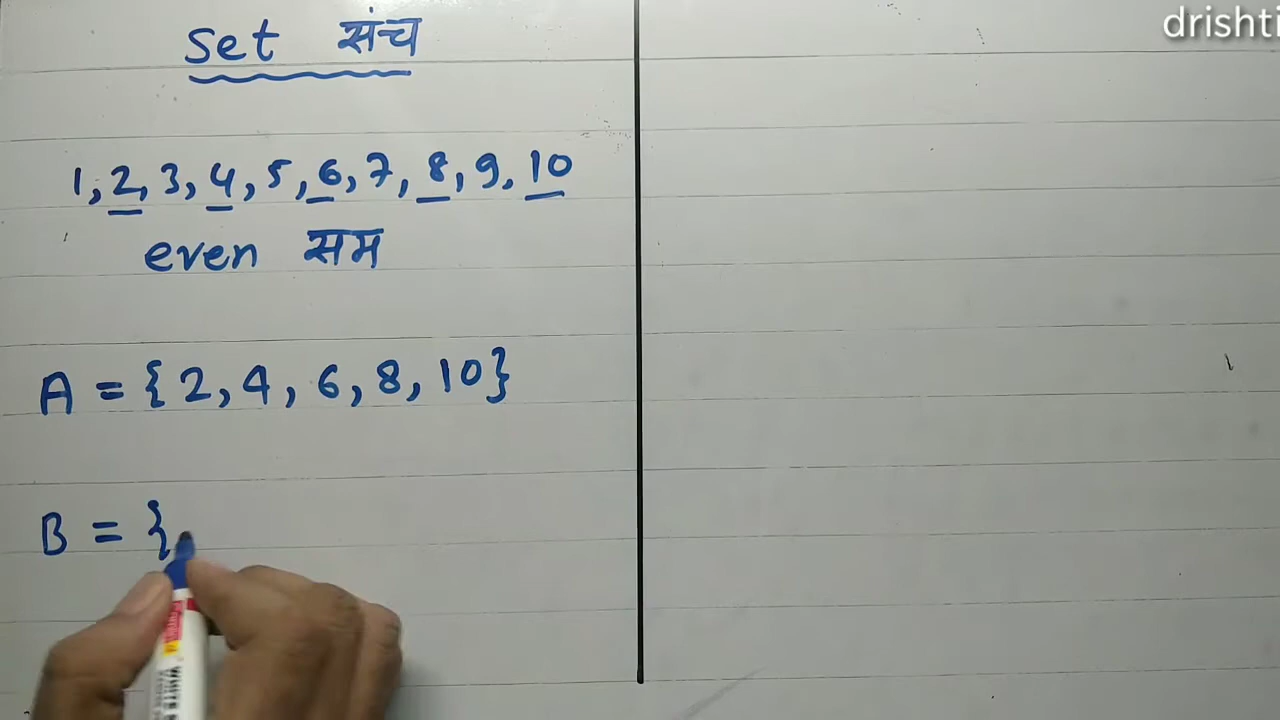 drishti
Set संच
1, 2, 3, 4, 5, 6, 7, 8, 9, 10
even सम
A = {2, 4, 6, 8, 10}
B = {